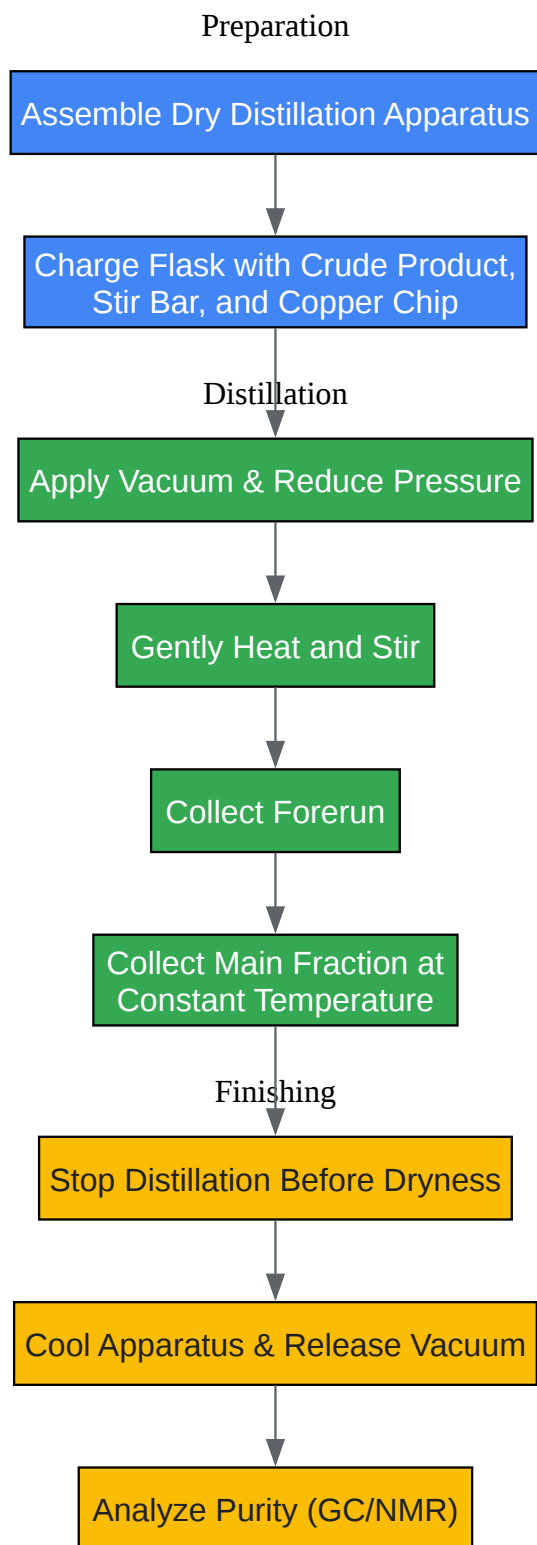 Preparation
Assemble Dry Distillation Apparatus
Charge Flask with Crude Product,
Stir Bar, and Copper Chip
Distillation
Apply Vacuum & Reduce Pressure
Gently Heat and Stir
Collect Forerun
Collect Main Fraction at
Constant Temperature
Finishing
Stop Distillation Before Dryness
Cool Apparatus & Release Vacuum
Analyze Purity (GC/NMR)